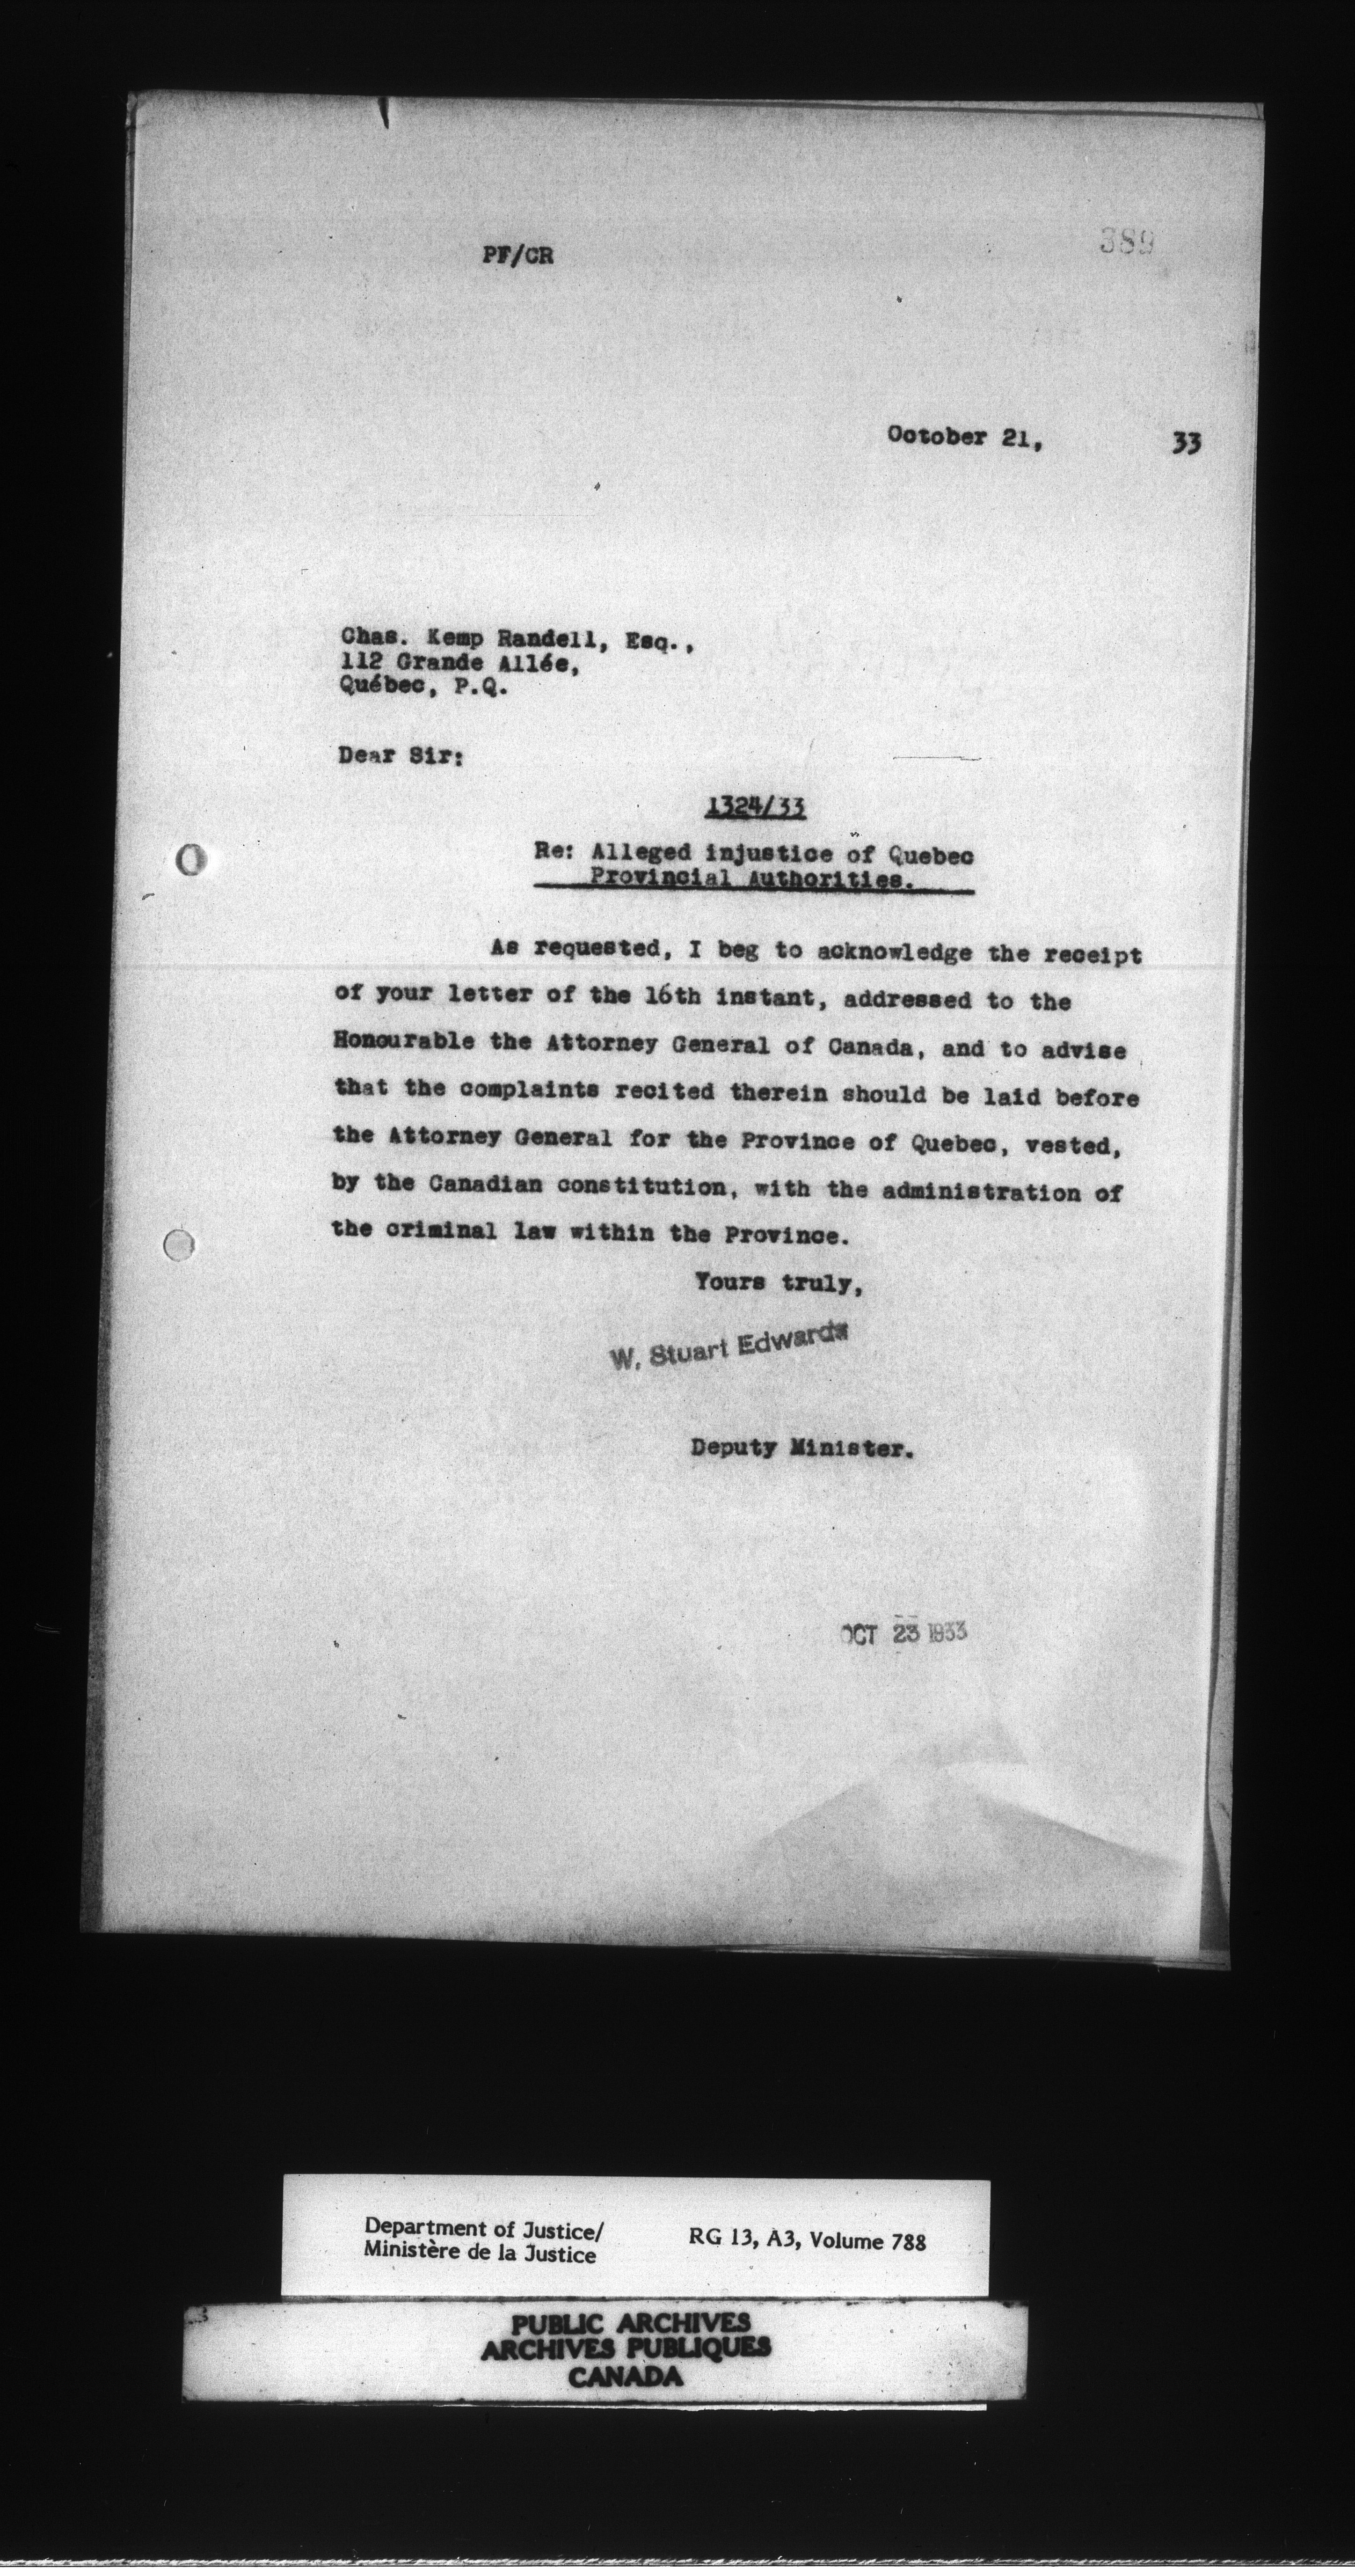 PF/CR
389
October 21, 33
Chas. Kemp Randell, Esq.,
112 Grande Allée,
Québec, P.Q.
Dear Sir:
1324/33
Re: Alleged injustice of Quebec
Provincial Authorities.
As requested, I beg to acknowledge the receipt
of your letter of the 16th instant, addressed to the
Honourable the Attorney General of Canada, and to advise
that the complaints recited therein should be laid before
the Attorney General for the Province of Quebec, vested,
by the Canadian constitution, with the administration of
the criminal law within the Province.
Yours truly,
W. Stuart Edwards
Deputy Minister.
OCT 23 1933
Department of Justice/
Ministère de la Justice
RG 13, A3, Volume 788
PUBLIC ARCHIVES
ARCHIVES PUBLIQUES
CANADA